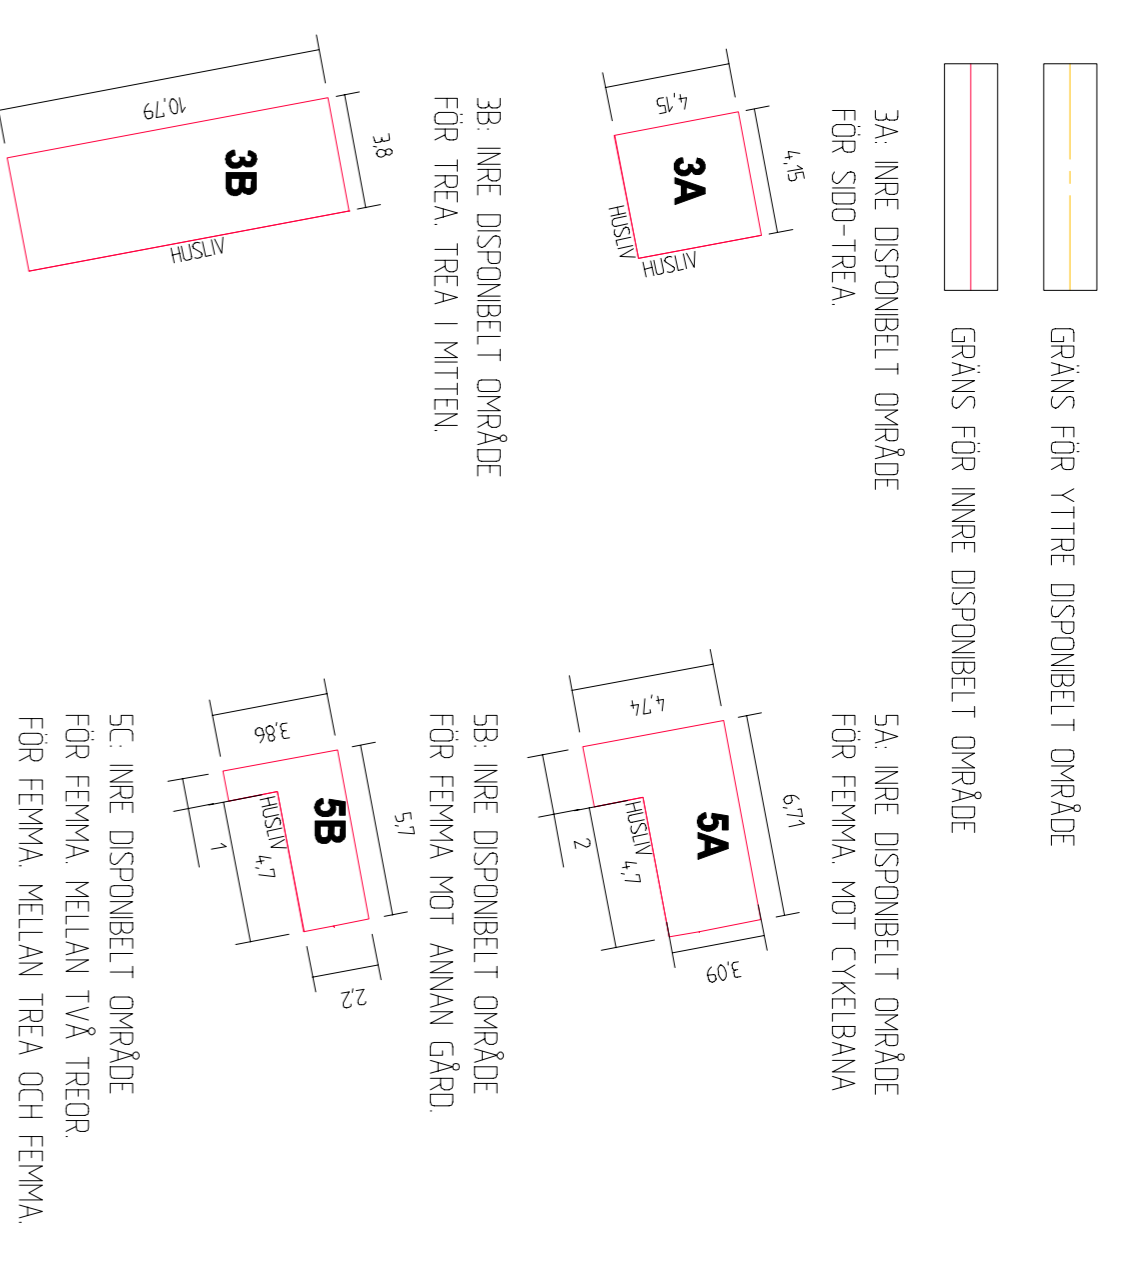 GRÄNS FÖR YTTRE DISPONIBELT OMRÅDE
GRÄNS FÖR INNRE DISPONIBELT OMRÅDE
3A: INRE DISPONIBELT OMRÅDE
FÖR SIDO-TREA.
4,15
4,15
3A
HUSLIV
HUSLIV
5A: INRE DISPONIBELT OMRÅDE
FÖR FEMMA. MOT CYKELBANA
6,71
4,74
5A
3,09
HUSLIV
4,7
2
3B: INRE DISPONIBELT OMRÅDE
FÖR TREA. TREA I MITTEN.
3,8
10,79
3B
HUSLIV
5B: INRE DISPONIBELT OMRÅDE
FÖR FEMMA MOT ANNAN GÅRD.
5,7
3,86
5B
2,2
HUSLIV
4,7
1
5C: INRE DISPONIBELT OMRÅDE
FÖR FEMMA. MELLAN TVÅ TREOR.
FÖR FEMMA. MELLAN TREA OCH FEMMA.